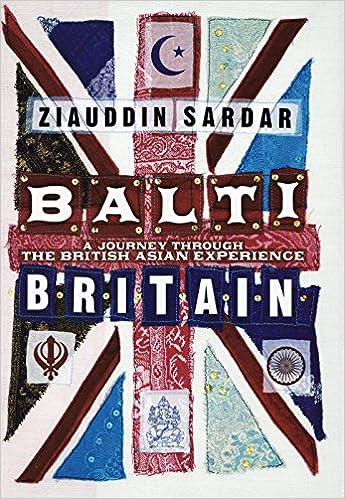 ZIAUDDIN SARDAR
BALTI
A JOURNEY THROUGH
THE BRITISH ASIAN EXPERIENCE
BRITAIN